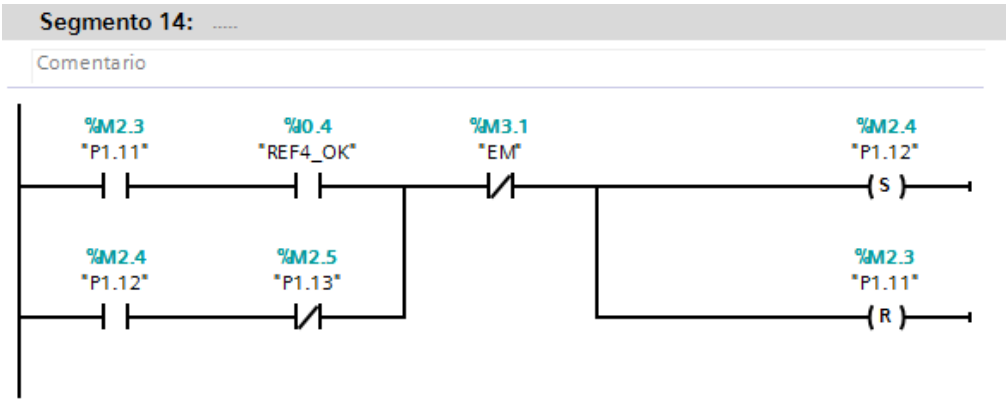 Segmento 14: .....
Comentario
%M2.3 %I0.4 %M3.1 %M2.4
"P1.11" "REF4_OK" "EM" "P1.12"
S
%M2.4 %M2.5 %M2.3
"P1.12" "P1.13" "P1.11"
R